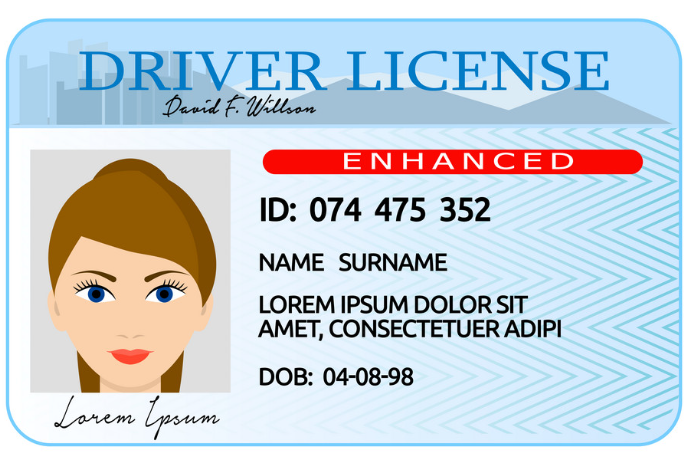 DRIVER LICENSE
David F. Willson
ENHANCED
ID: 074 475 352
NAME SURNAME
LOREM IPSUM DOLOR SIT
AMET, CONSECTETUER ADIPI
DOB: 04-08-98
Lorem Ipsum